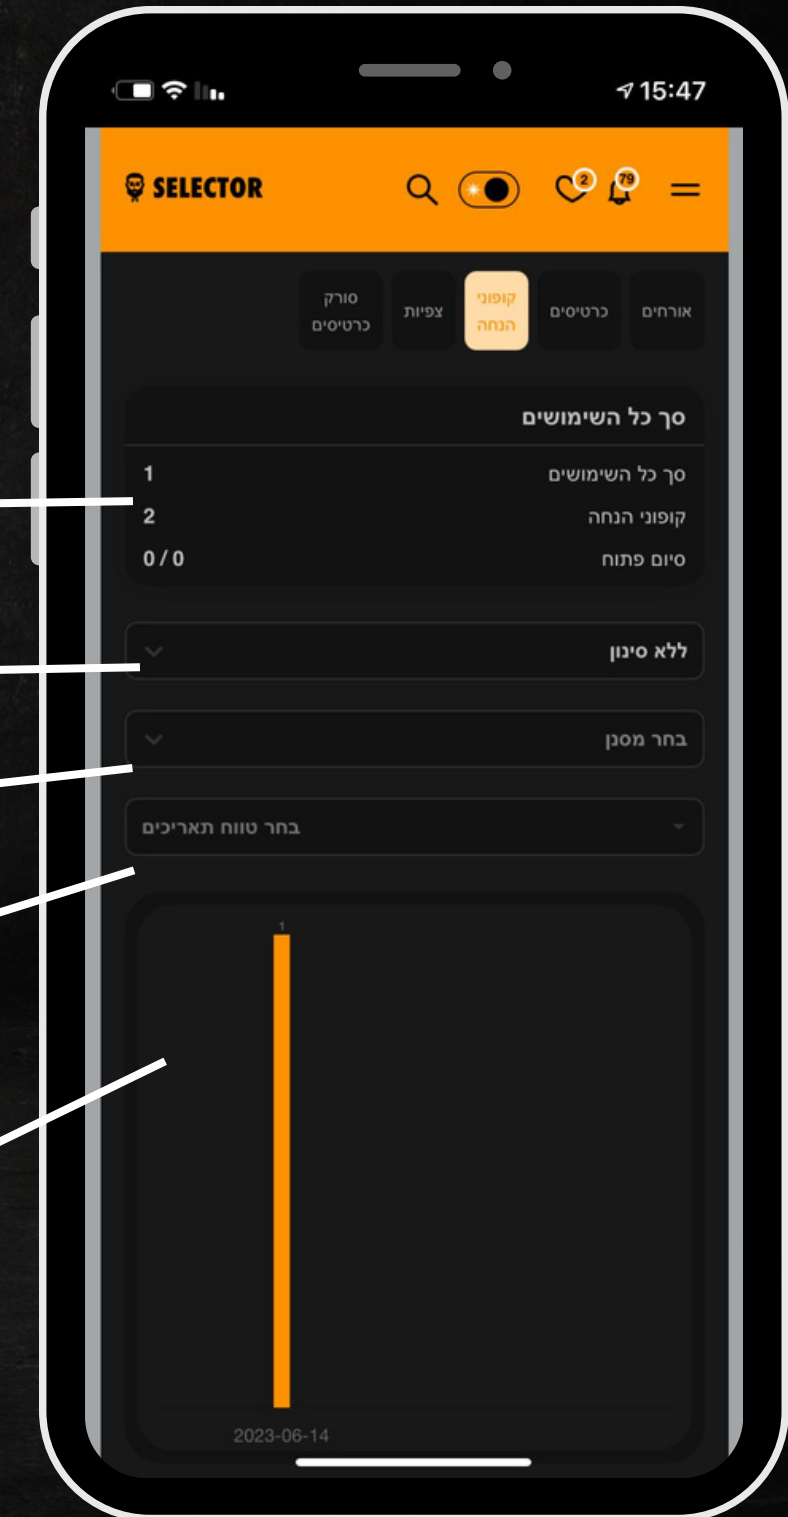 15:47
SELECTOR
2
79
אורחים
כרטיסים
קופוני
הנחה
צפיות
סורק
כרטיסים
סך כל השימושים
סך כל השימושים 1
קופוני הנחה 2
סיום פתוח 0 / 0
ללא סינון
בחר מסנן
בחר טווח תאריכים
1
2023-06-14